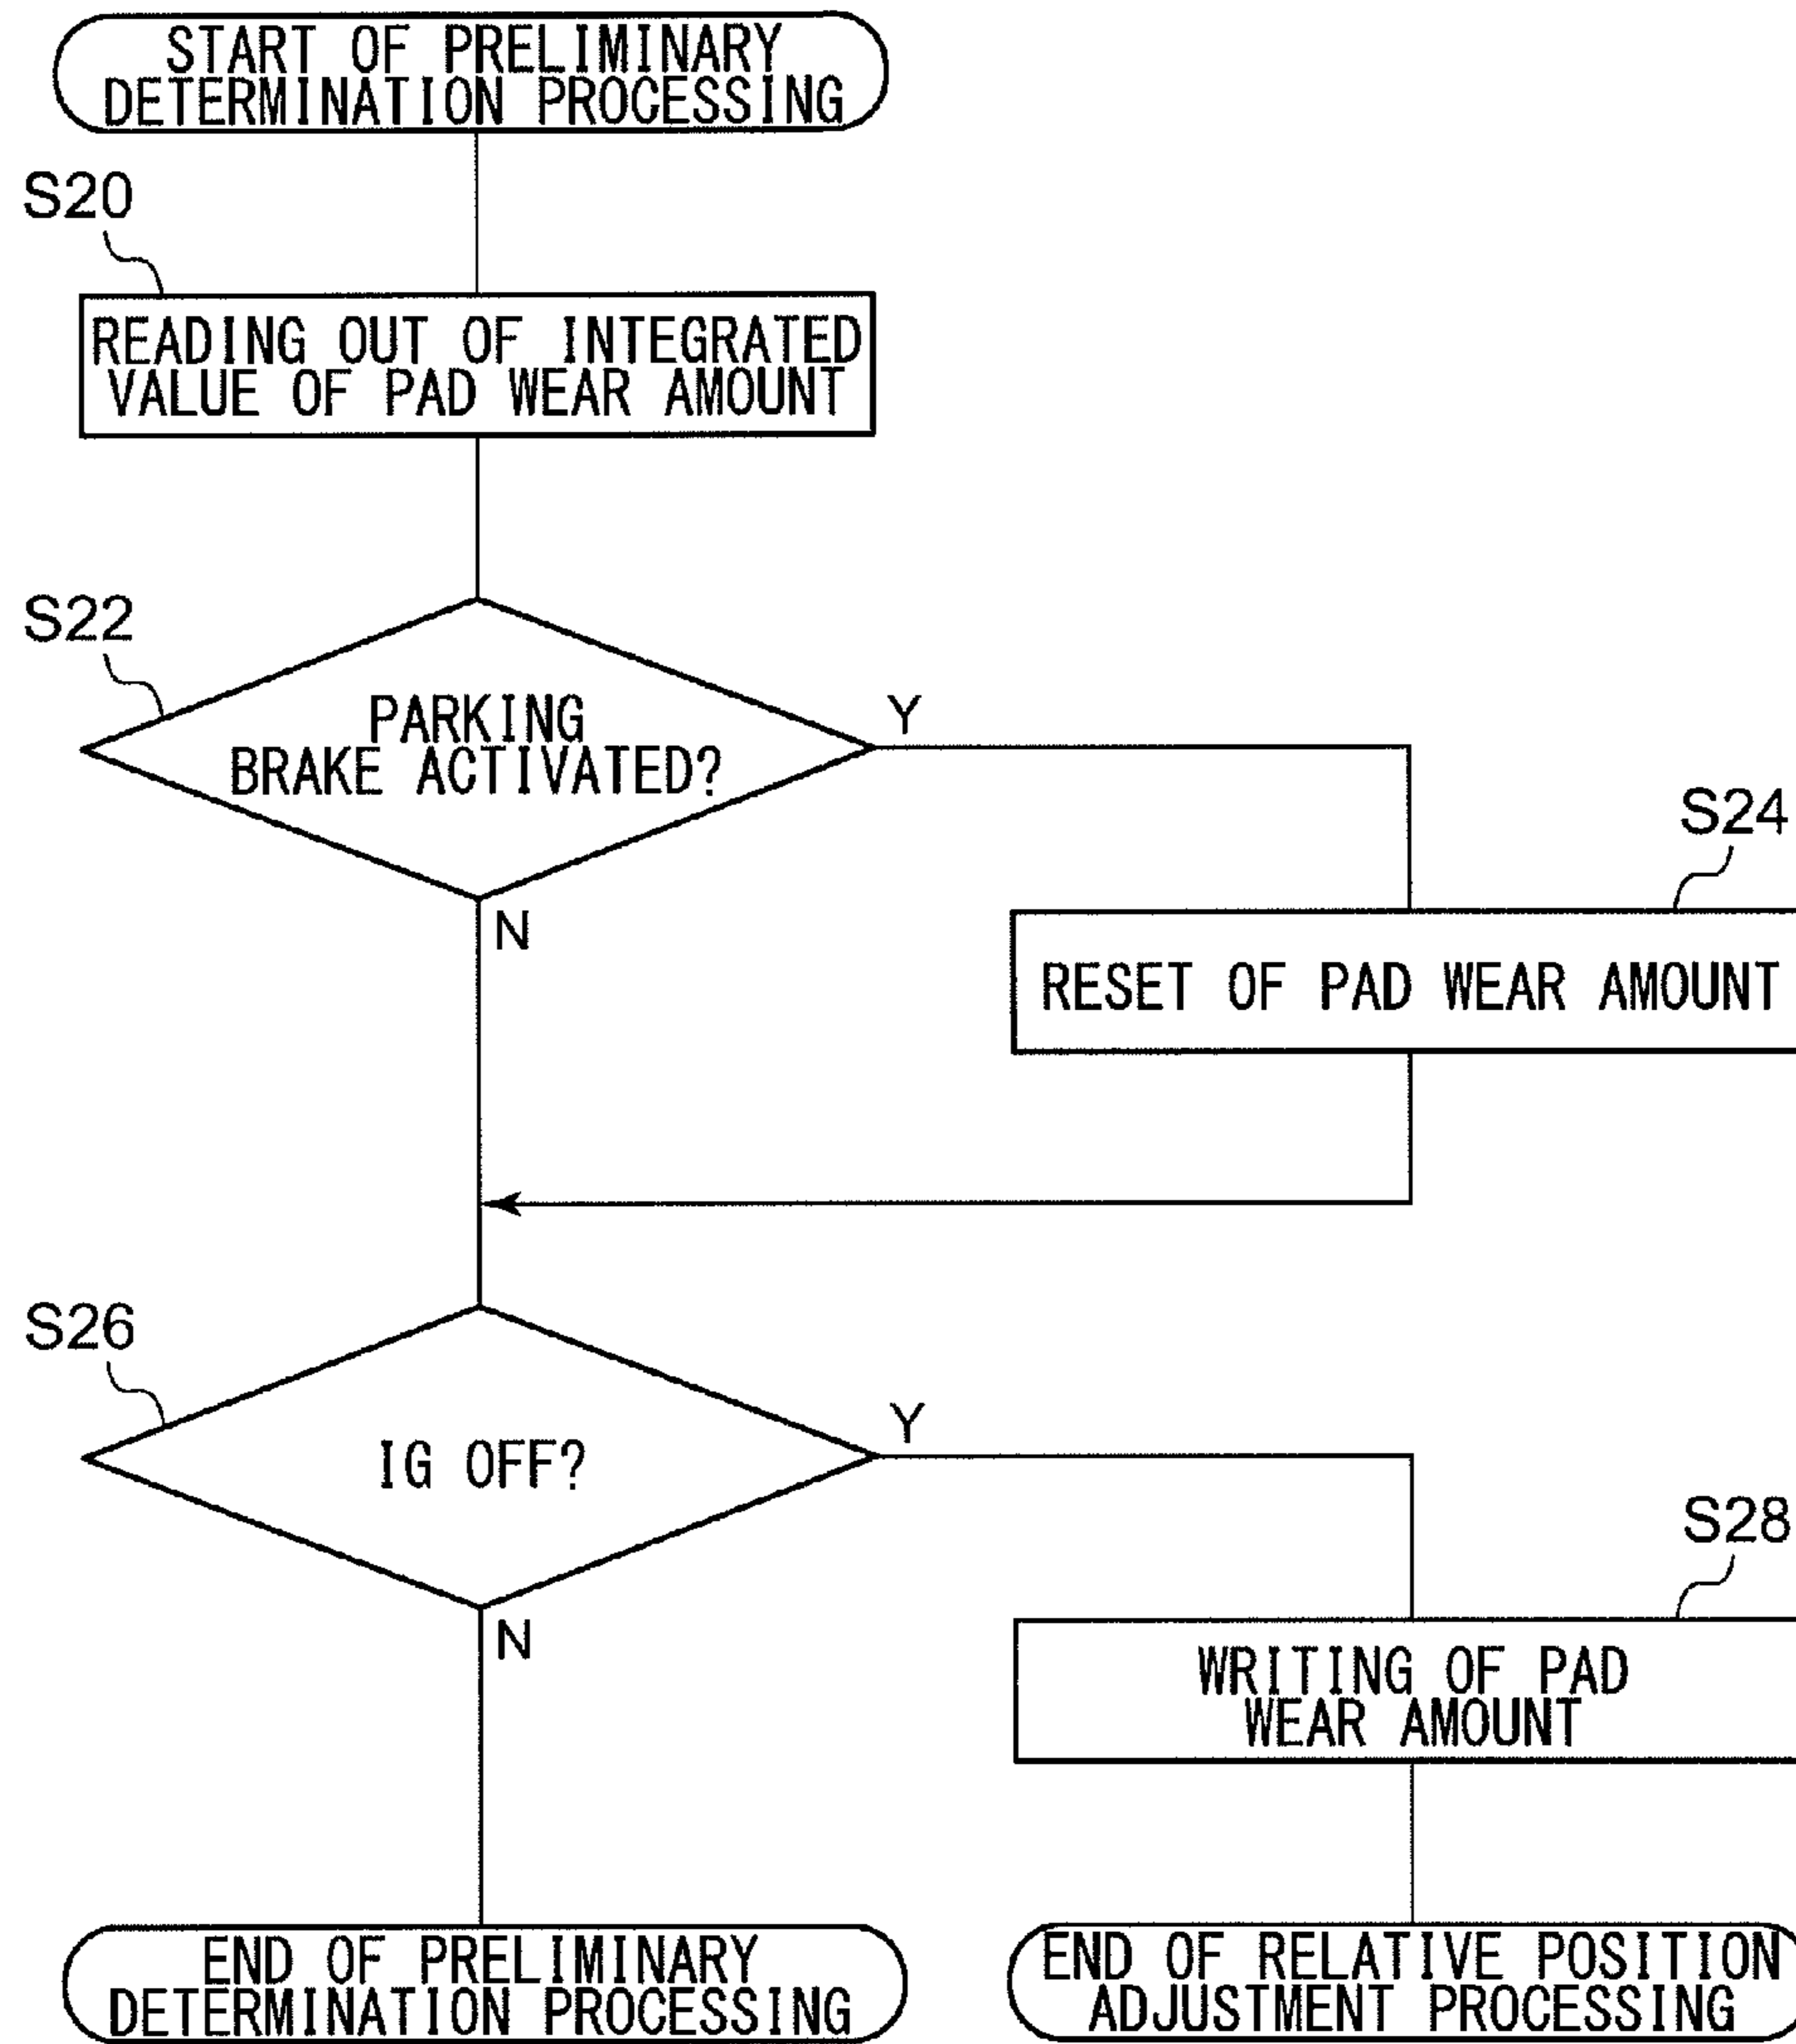 START OF PRELIMINARY
DETERMINATION PROCESSING
S20
READING OUT OF INTEGRATED
VALUE OF PAD WEAR AMOUNT
S22
PARKING
BRAKE ACTIVATED?
Y
N
S24
RESET OF PAD WEAR AMOUNT
S26
IG OFF?
Y
N
S28
WRITING OF PAD
WEAR AMOUNT
END OF PRELIMINARY
DETERMINATION PROCESSING
END OF RELATIVE POSITION
ADJUSTMENT PROCESSING